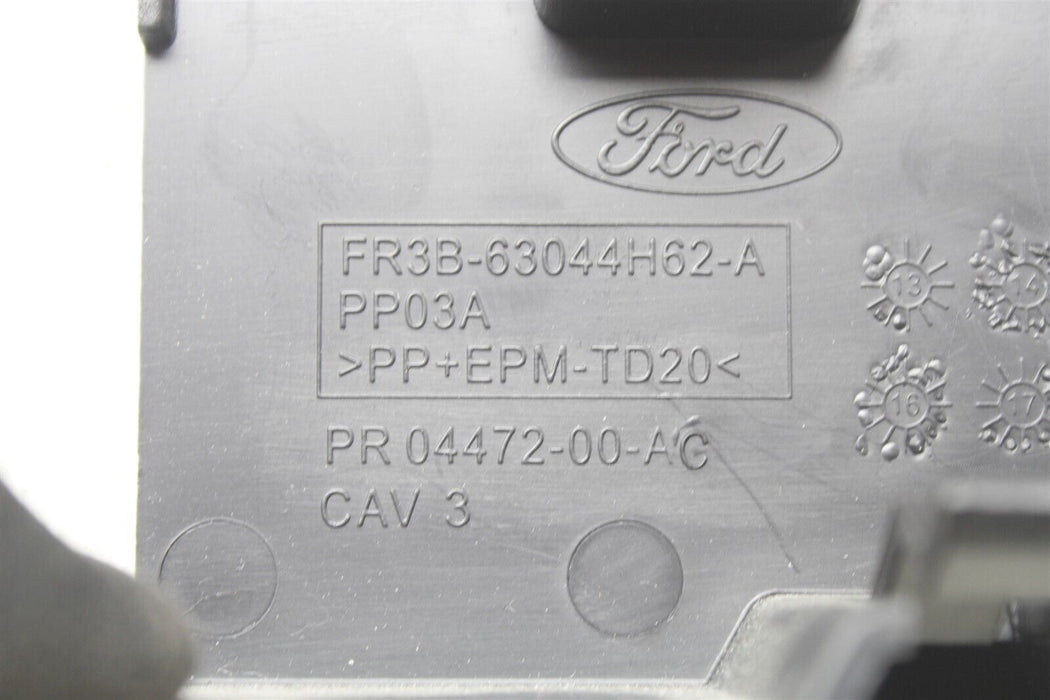 Ford
FR3B-63044H62-A
PP03A
>PP+EPM-TD20<
PR 04472-00-AC
CAV 3
13
14
16
17